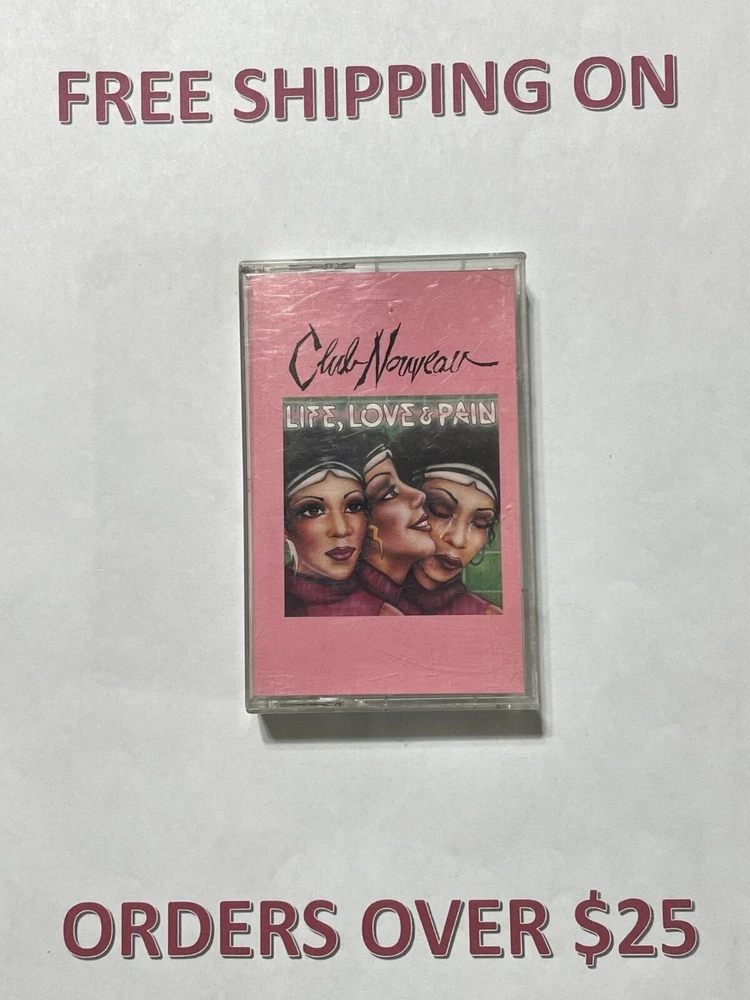 FREE SHIPPING ON
Club Nouveau
LIFE, LOVE & PAIN
ORDERS OVER $25